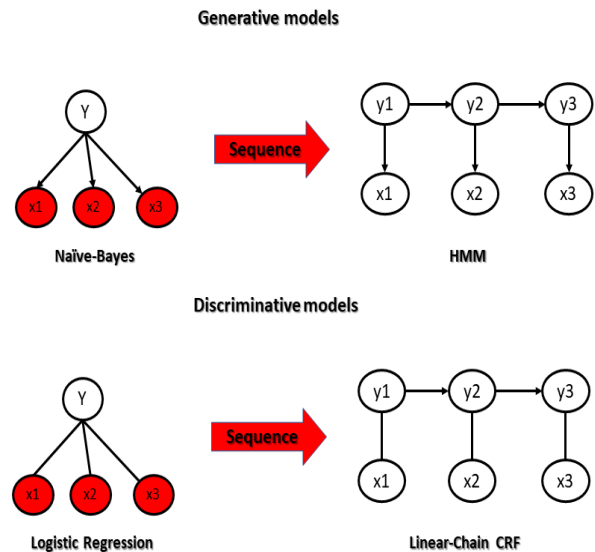 Generative models
Y
x1 x2 x3
Naïve-Bayes
Sequence
y1 y2 y3
x1 x2 x3
HMM
Discriminative models
Y
x1 x2 x3
Logistic Regression
Sequence
y1 y2 y3
x1 x2 x3
Linear-Chain CRF